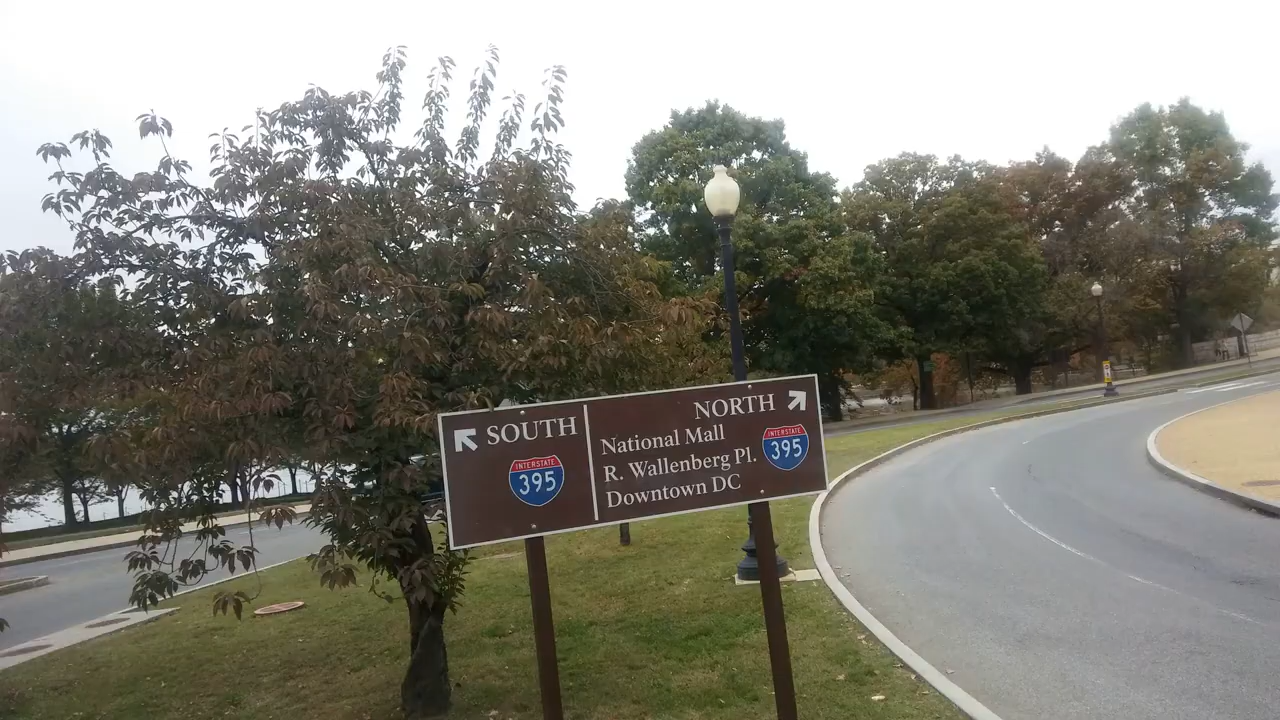 SOUTH
INTERSTATE
395
NORTH
National Mall
R. Wallenberg Pl.
Downtown DC
INTERSTATE
395